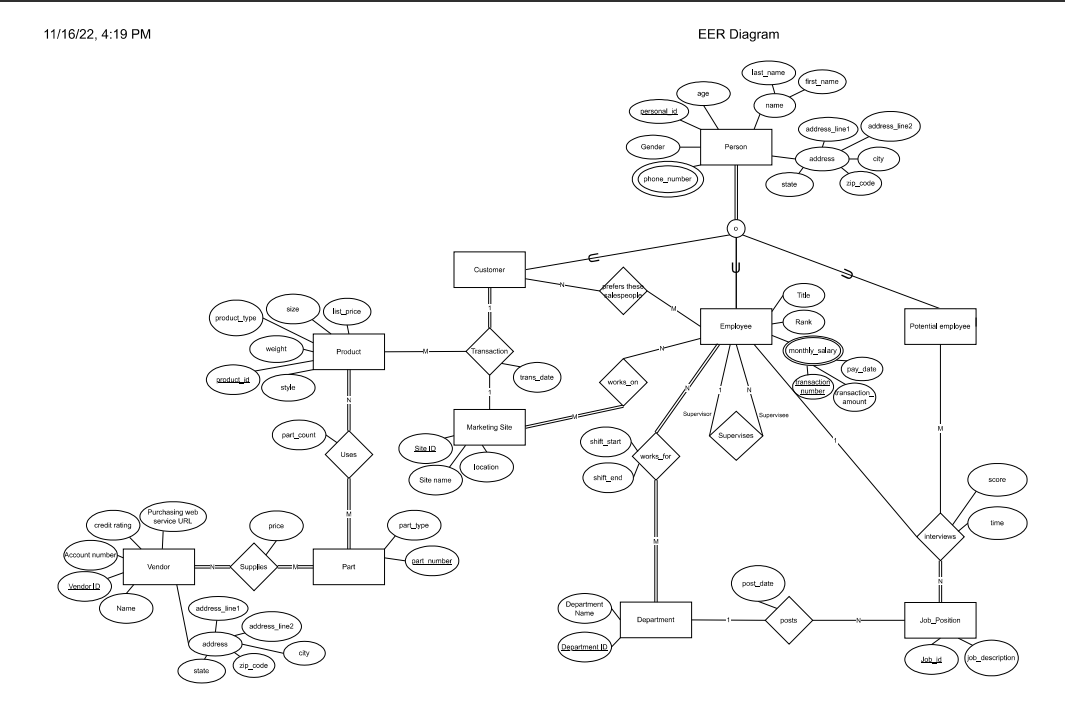 11/16/22, 4:19 PM
EER Diagram
last_name
first_name
age
name
personal_id
address_line1
address_line2
Gender
Person
address
city
phone_number
state
zip_code
o
U
U
U
Customer
N
prefers these
salespeople
M
Title
product_type
size
list_price
1
Employee
Rank
Potential employee
weight
Product
M
Transaction
N
monthly_salary
product_id
style
trans_date
works_on
pay_date
transaction
number
transaction_
amount
N
1
N
N
1
M
Marketing Site
Supervisor
Supervisee
M
part_count
Uses
Site ID
Site name
location
shift_start
Supervises
1
works_for
shift_end
score
Purchasing web
service URL
credit rating
price
M
part_type
time
interviews
Account number
Vendor
N
Supplies
M
Part
part_number
M
Vendor ID
Name
post_date
N
address_line1
address_line2
Department
Name
Department
1
posts
N
Job_Position
address
city
Department ID
state
zip_code
Job_id
job_description